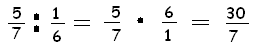 5/7 : 1/6 = 5/7 · 6/1 = 30/7